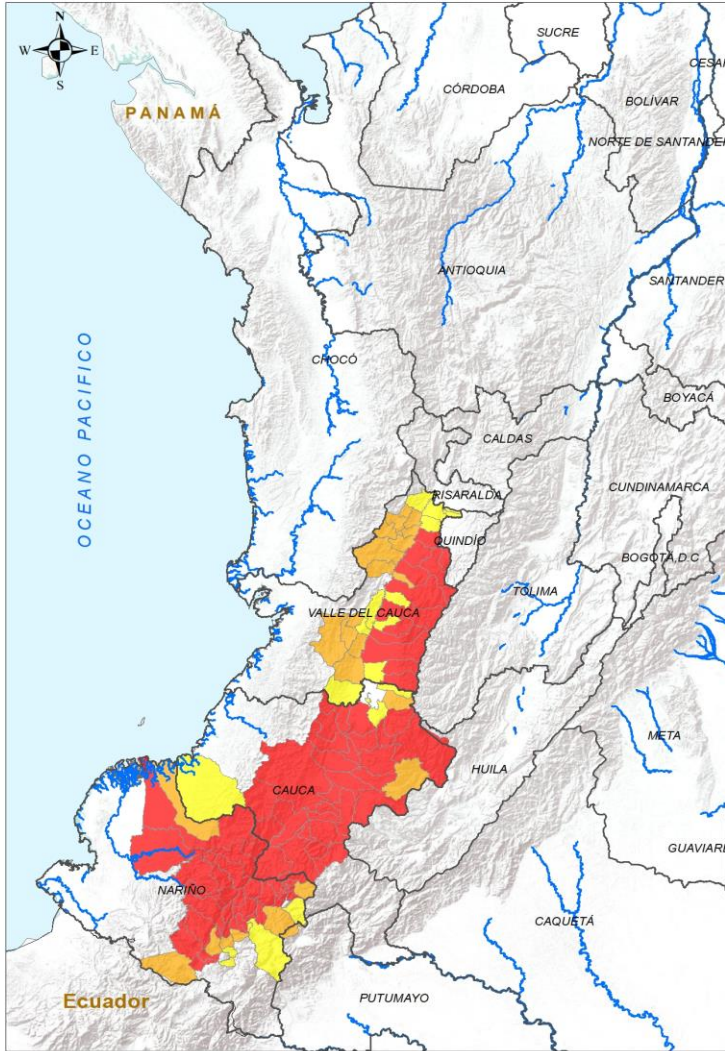 N
W E
S
SUCRE
CESAR
CÓRDOBA
BOLÍVAR
PANAMÁ
NORTE DE SANTANDER
ANTIOQUIA
SANTANDER
OCEANO PACIFICO
CHOCÓ
BOYACÁ
CALDAS
CUNDINAMARCA
RISARALDA
QUINDÍO
BOGOTÁ, D.C
TOLIMA
VALLE DEL CAUCA
META
HUILA
CAUCA
GUAVIARE
NARIÑO
CAQUETÁ
Ecuador
PUTUMAYO